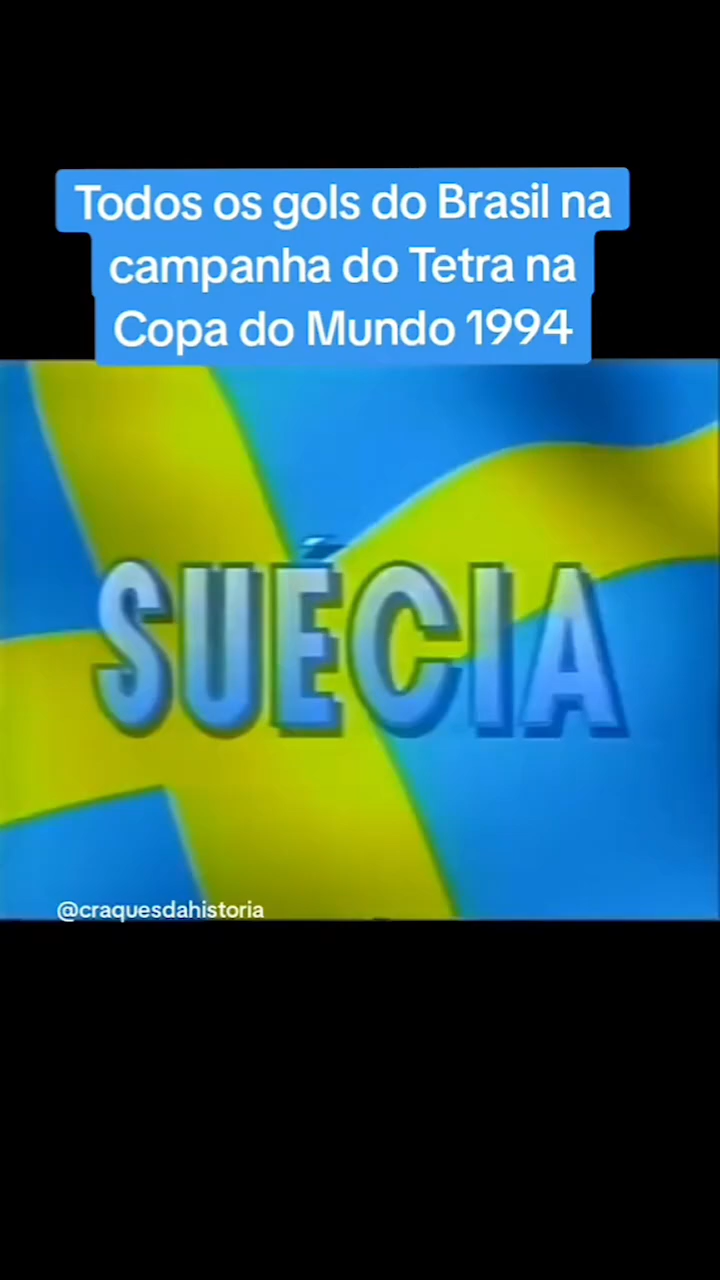 Todos os gols do Brasil na
campanha do Tetra na
Copa do Mundo 1994
SUÉCIA
@craquesdahistoria